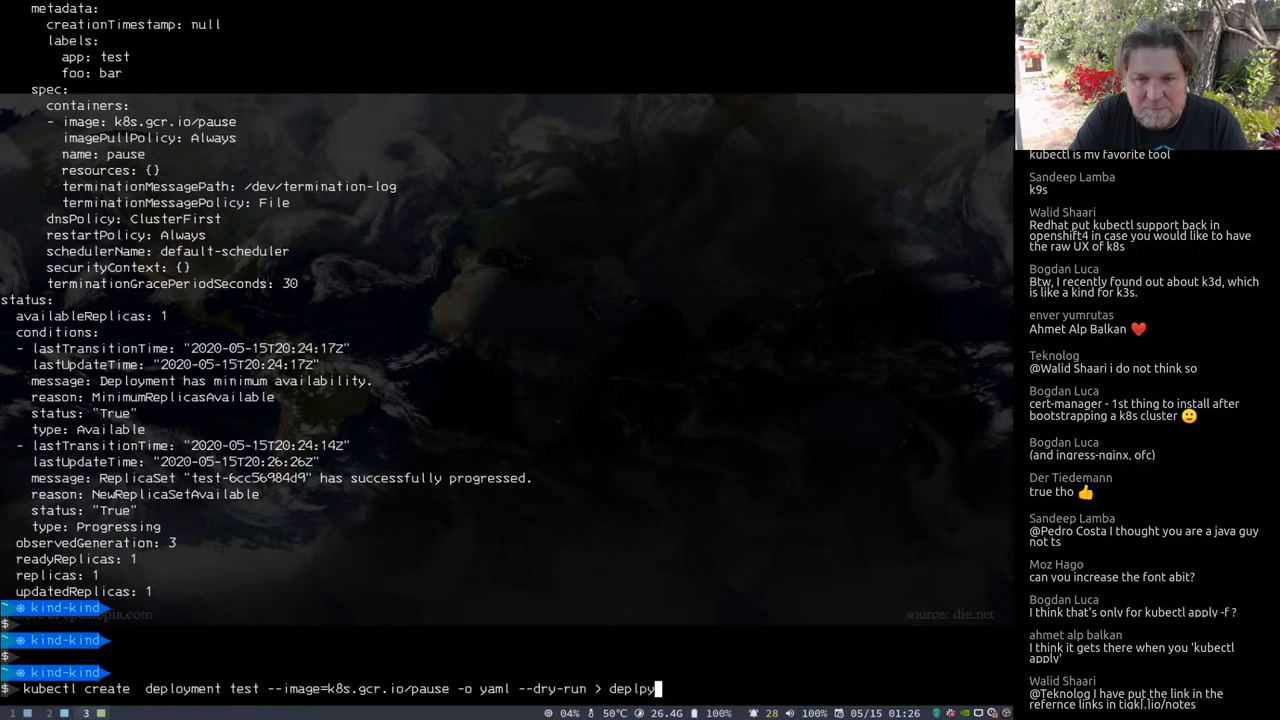 metadata:
creationTimestamp: null
labels:
app: test
foo: bar
spec:
containers:
- image: k8s.gcr.io/pause
imagePullPolicy: Always
name: pause
resources: {}
terminationMessagePath: /dev/termination-log
terminationMessagePolicy: File
dnsPolicy: ClusterFirst
restartPolicy: Always
schedulerName: default-scheduler
securityContext: {}
terminationGracePeriodSeconds: 30
status:
availableReplicas: 1
conditions:
- lastTransitionTime: "2020-05-15T20:24:17Z"
lastUpdateTime: "2020-05-15T20:24:17Z"
message: Deployment has minimum availability.
reason: MinimumReplicasAvailable
status: "True"
type: Available
- lastTransitionTime: "2020-05-15T20:24:14Z"
lastUpdateTime: "2020-05-15T20:26:26Z"
message: ReplicaSet "test-6cc56984d9" has successfully progressed.
reason: NewReplicaSetAvailable
status: "True"
type: Progressing
observedGeneration: 3
readyReplicas: 1
replicas: 1
updatedReplicas: 1
~ ⎈ kind-kind
source: die.net
$
~ ⎈ kind-kind
$
~ ⎈ kind-kind
$ kubectl create  deployment test --image=k8s.gcr.io/pause -o yaml --dry-run > deplpy
1 2 3 04% 50°C 26.4G 100% 28 100% 05/15 01:26
kubectl is my favorite tool
Sandeep Lamba
k9s
Walid Shaari
Redhat put kubectl support back in
openshift4 in case you would like to have
the raw UX of k8s
Bogdan Luca
Btw, I recently found out about k3d, which
is like a kind for k3s.
enver yumrutas
Ahmet Alp Balkan ❤️
Teknolog
@Walid Shaari i do not think so
Bogdan Luca
cert-manager - 1st thing to install after
bootstrapping a k8s cluster 🙂
Bogdan Luca
(and ingress-nginx, ofc)
Der Tiedemann
true tho 👍
Sandeep Lamba
@Pedro Costa I thought you are a java guy
not ts
Moz Hago
can you increase the font abit?
Bogdan Luca
I think that's only for kubectl apply -f ?
ahmet alp balkan
I think it gets there when you 'kubectl
apply'
Walid Shaari
@Teknolog I have put the link in the
refernce links in tgik[.]io/notes